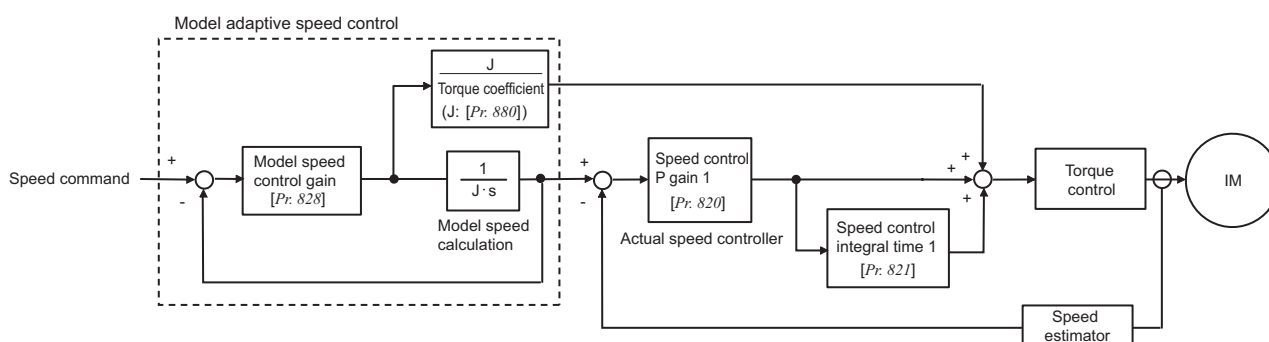 Model adaptive speed control
J
Torque coefficient
(J: [Pr. 880])
Speed command
+
-
Model speed
control gain
[Pr. 828]
1
J·s
Model speed
calculation
+
-
Speed control
P gain 1
[Pr. 820]
Actual speed controller
Speed control
integral time 1
[Pr. 821]
+
+
+
Torque
control
IM
Speed
estimator